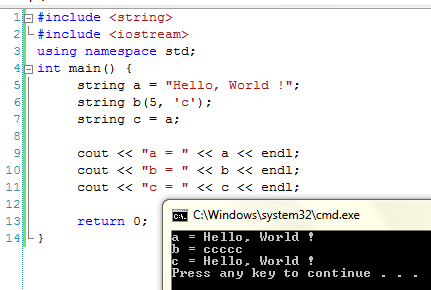 1 #include <string>
2 #include <iostream>
3 using namespace std;
4 int main() {
5 string a = "Hello, World !";
6 string b(5, 'c');
7 string c = a;
8
9 cout << "a = " << a << endl;
10 cout << "b = " << b << endl;
11 cout << "c = " << c << endl;
12
13 return 0;
14 }
C:\Windows\system32\cmd.exe
a = Hello, World !
b = ccccc
c = Hello, World !
Press any key to continue . . .